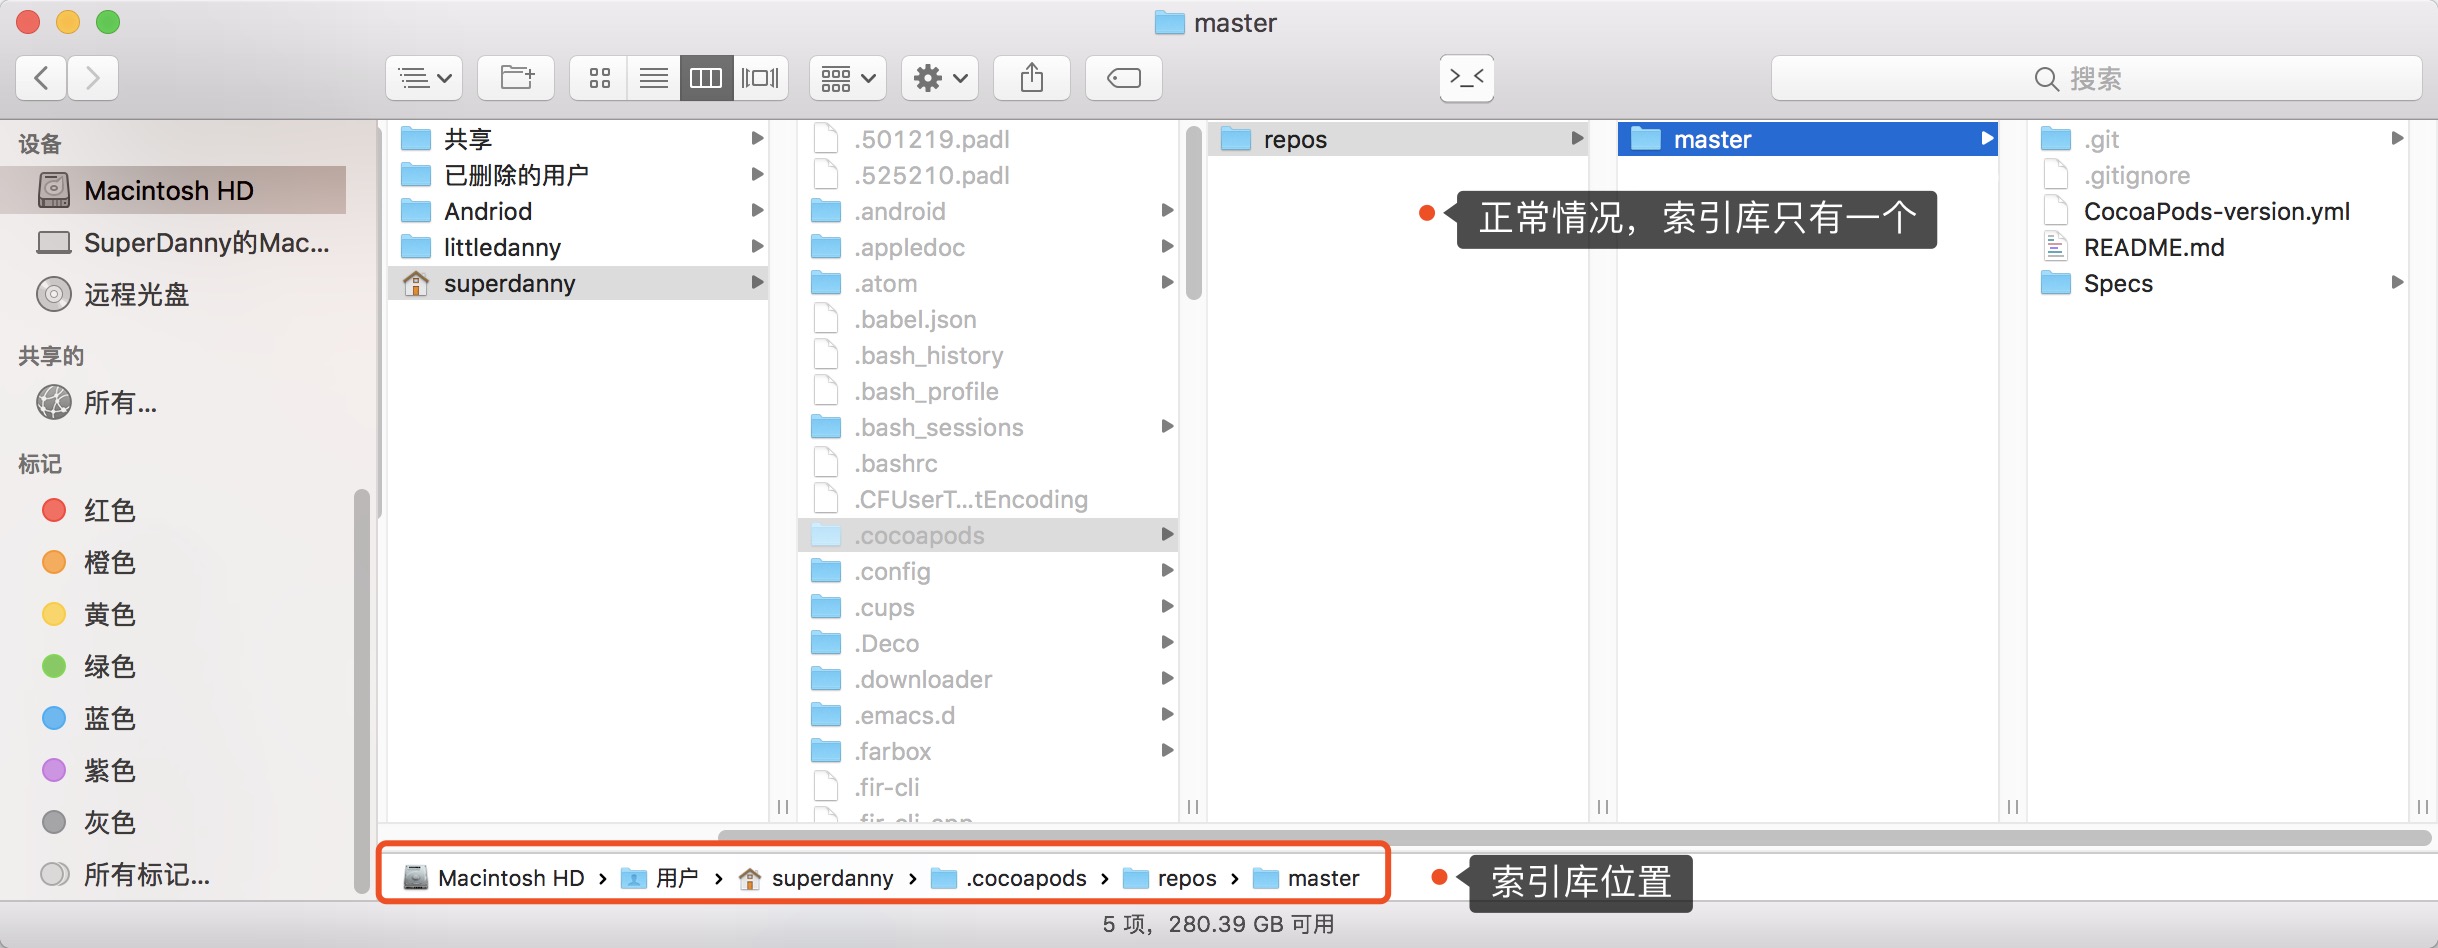 master
搜索
设备
Macintosh HD
SuperDanny的Mac...
远程光盘
共享的
所有...
标记
红色
橙色
黄色
绿色
蓝色
紫色
灰色
所有标记...
共享
已删除的用户
Andriod
littledanny
superdanny
.501219.padl
.525210.padl
.android
.appledoc
.atom
.babel.json
.bash_history
.bash_profile
.bash_sessions
.bashrc
.CFUserT...tEncoding
.cocoapods
.config
.cups
.Deco
.downloader
.emacs.d
.farbox
.fir-cli
repos
正常情况，索引库只有一个
master
.git
.gitignore
CocoaPods-version.yml
README.md
Specs
Macintosh HD › 用户 › superdanny › .cocoapods › repos › master
索引库位置
5 项，280.39 GB 可用